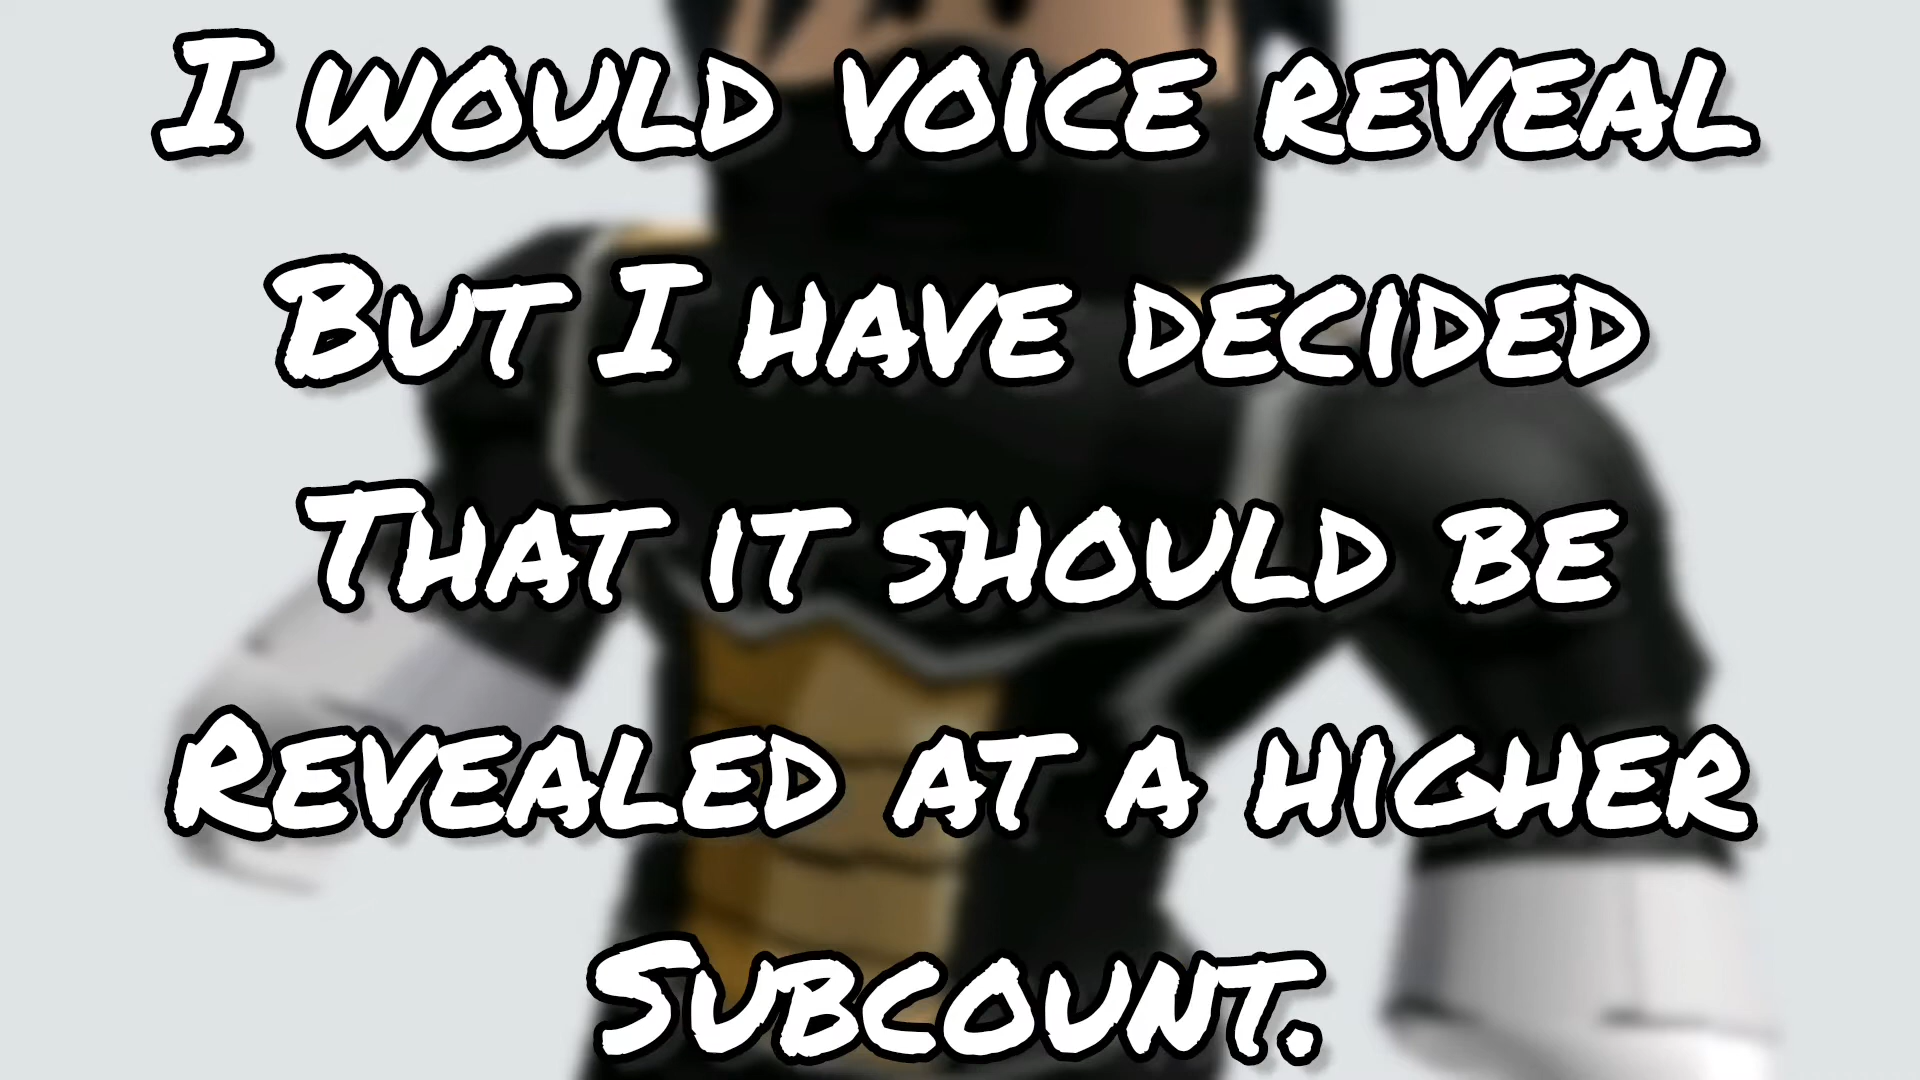 I would voice reveal
But I have decided
That it should be
Revealed at a higher
Subcount.